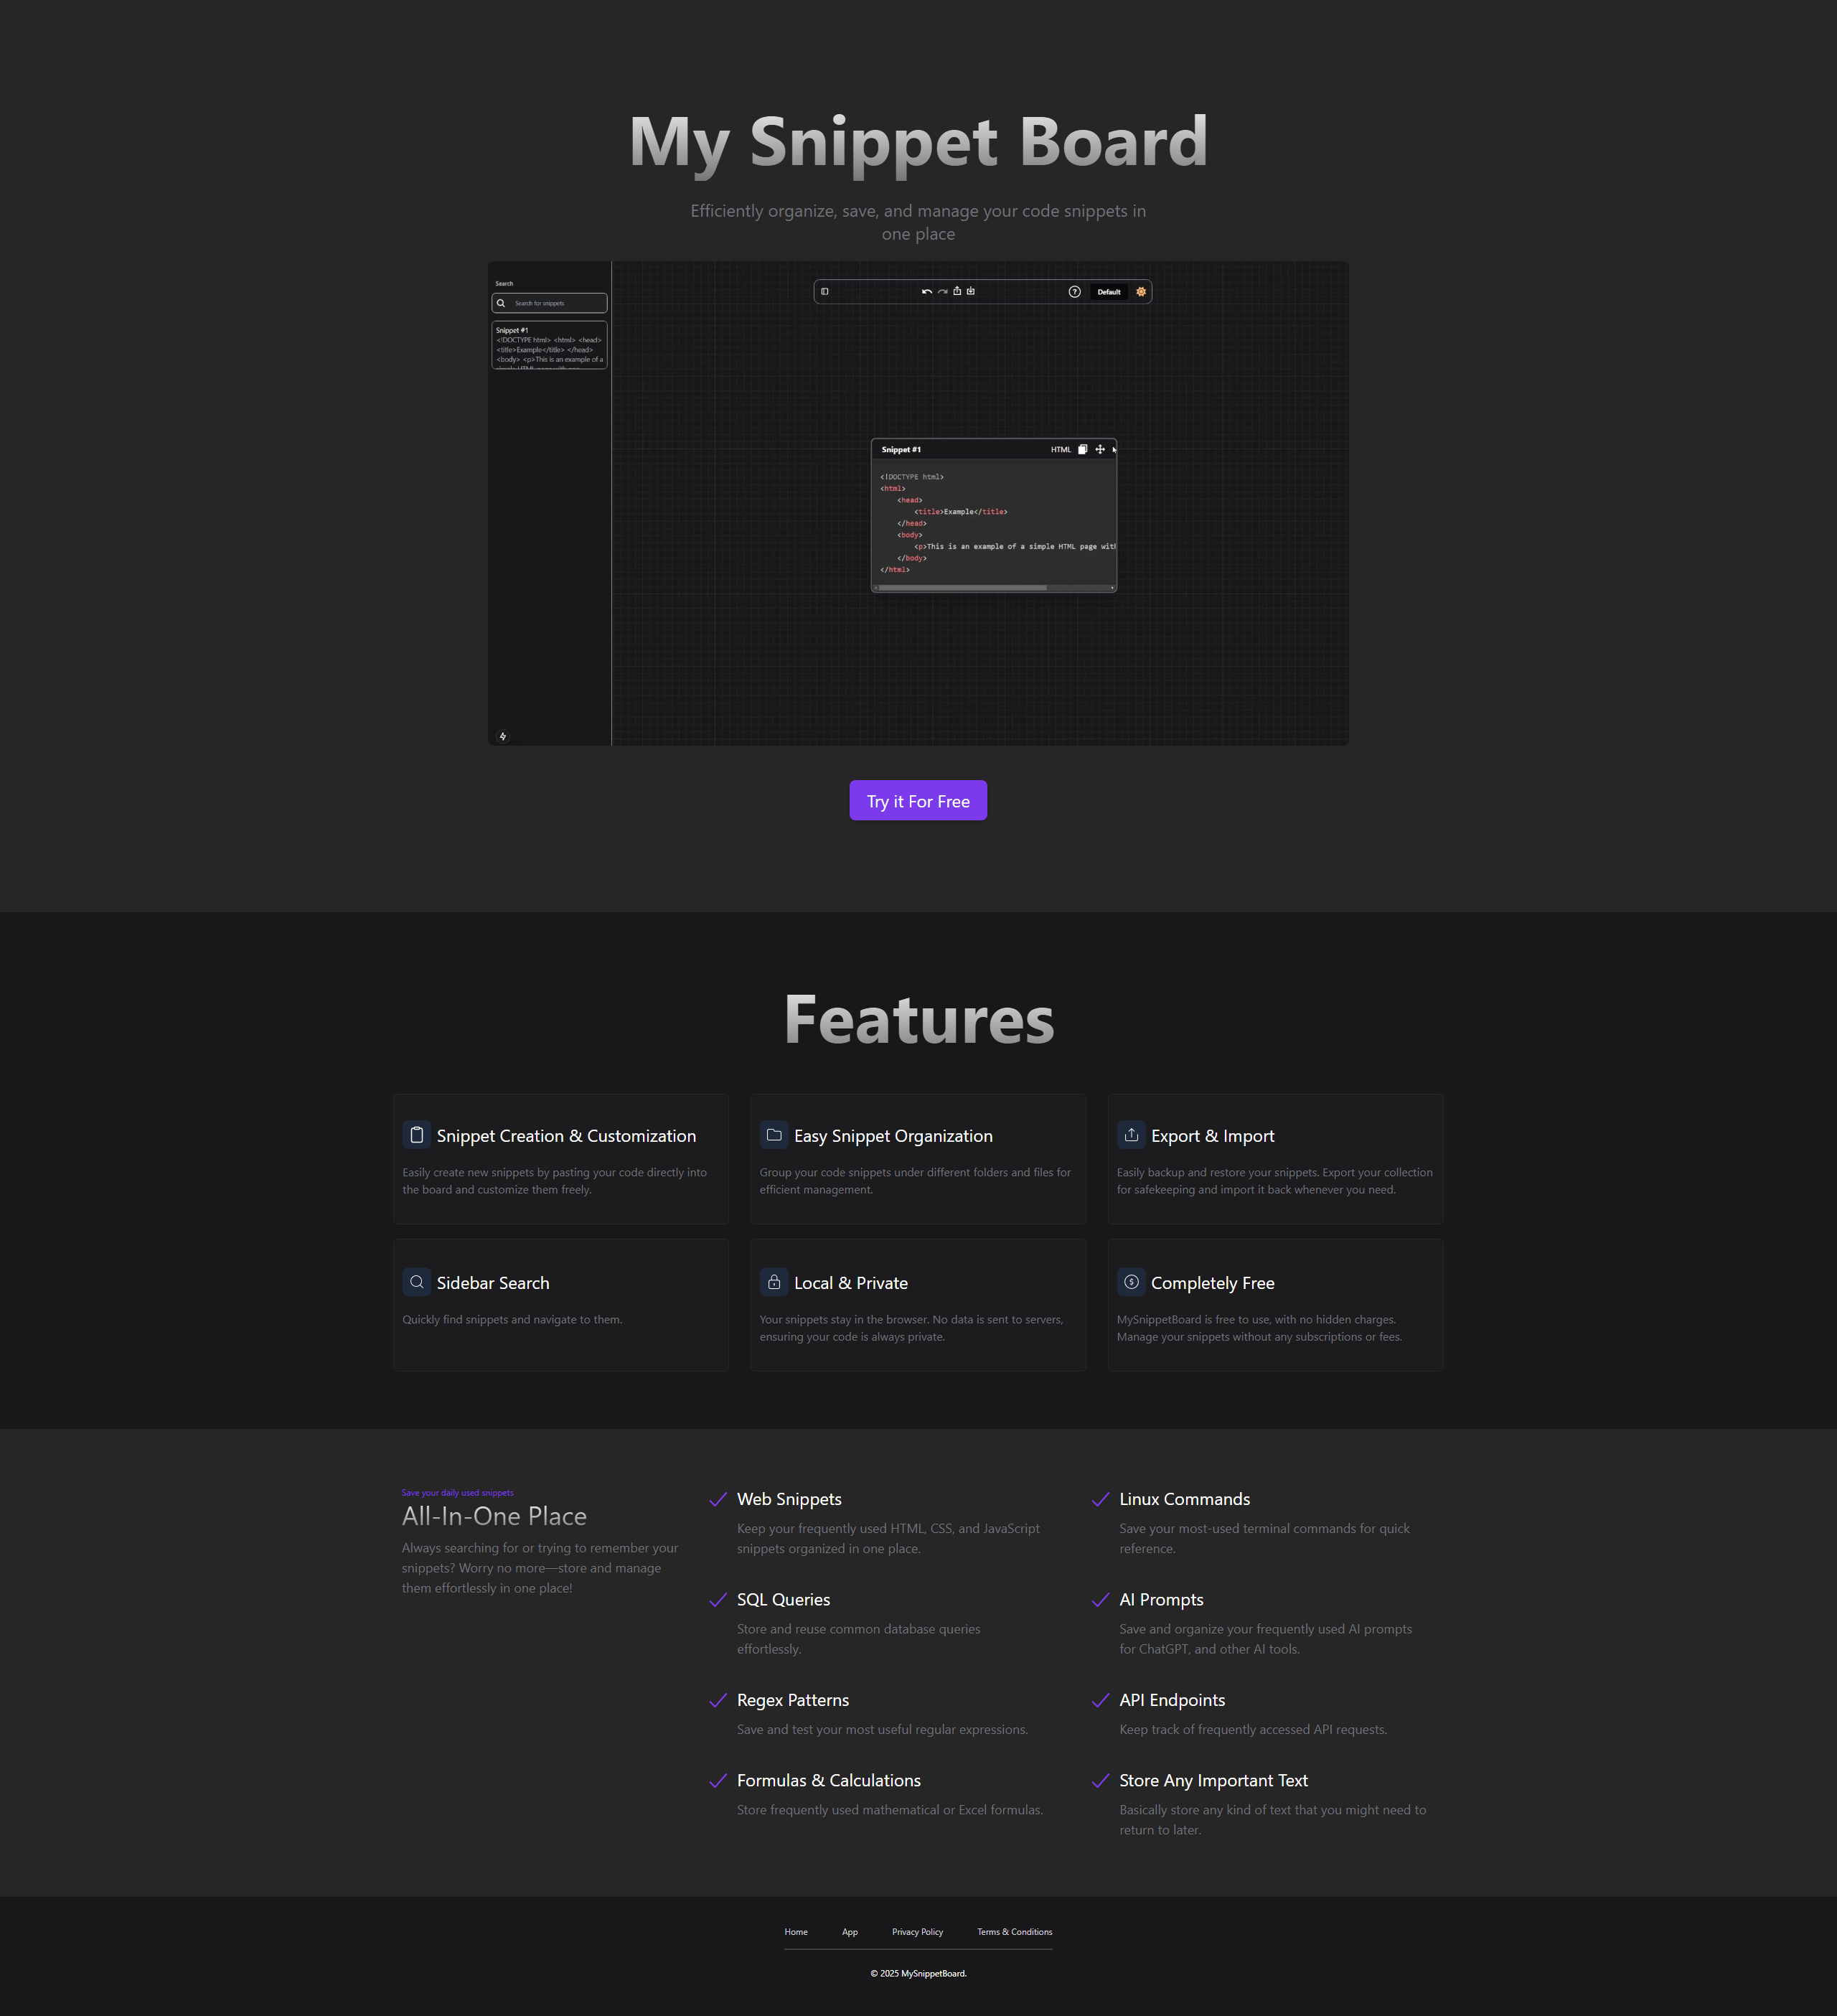 My Snippet Board
Efficiently organize, save, and manage your code snippets in
one place
Search
Search for snippets
Snippet #1
<!DOCTYPE html> <html> <head>
<title>Example</title> </head>
<body> <p>This is an example of a
simple HTML page with one
Default
Snippet #1
HTML
<!DOCTYPE html>
<html>
<head>
<title>Example</title>
</head>
<body>
<p>This is an example of a simple HTML page with
</body>
</html>
Try it For Free
Features
Snippet Creation & Customization
Easily create new snippets by pasting your code directly into
the board and customize them freely.
Easy Snippet Organization
Group your code snippets under different folders and files for
efficient management.
Export & Import
Easily backup and restore your snippets. Export your collection
for safekeeping and import it back whenever you need.
Sidebar Search
Quickly find snippets and navigate to them.
Local & Private
Your snippets stay in the browser. No data is sent to servers,
ensuring your code is always private.
Completely Free
MySnippetBoard is free to use, with no hidden charges.
Manage your snippets without any subscriptions or fees.
Save your daily used snippets
All-In-One Place
Always searching for or trying to remember your
snippets? Worry no more—store and manage
them effortlessly in one place!
Web Snippets
Keep your frequently used HTML, CSS, and JavaScript
snippets organized in one place.
Linux Commands
Save your most-used terminal commands for quick
reference.
SQL Queries
Store and reuse common database queries
effortlessly.
AI Prompts
Save and organize your frequently used AI prompts
for ChatGPT, and other AI tools.
Regex Patterns
Save and test your most useful regular expressions.
API Endpoints
Keep track of frequently accessed API requests.
Formulas & Calculations
Store frequently used mathematical or Excel formulas.
Store Any Important Text
Basically store any kind of text that you might need to
return to later.
Home
App
Privacy Policy
Terms & Conditions
© 2025 MySnippetBoard.